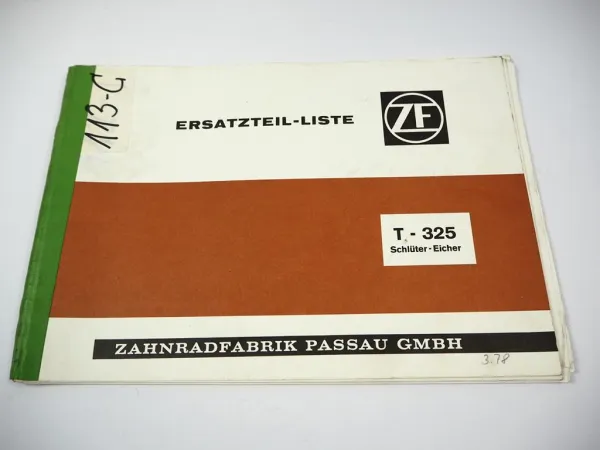 113-G
ERSATZTEIL-LISTE
ZF
T - 325
Schlüter - Eicher
ZAHNRADFABRIK PASSAU GMBH
3.78